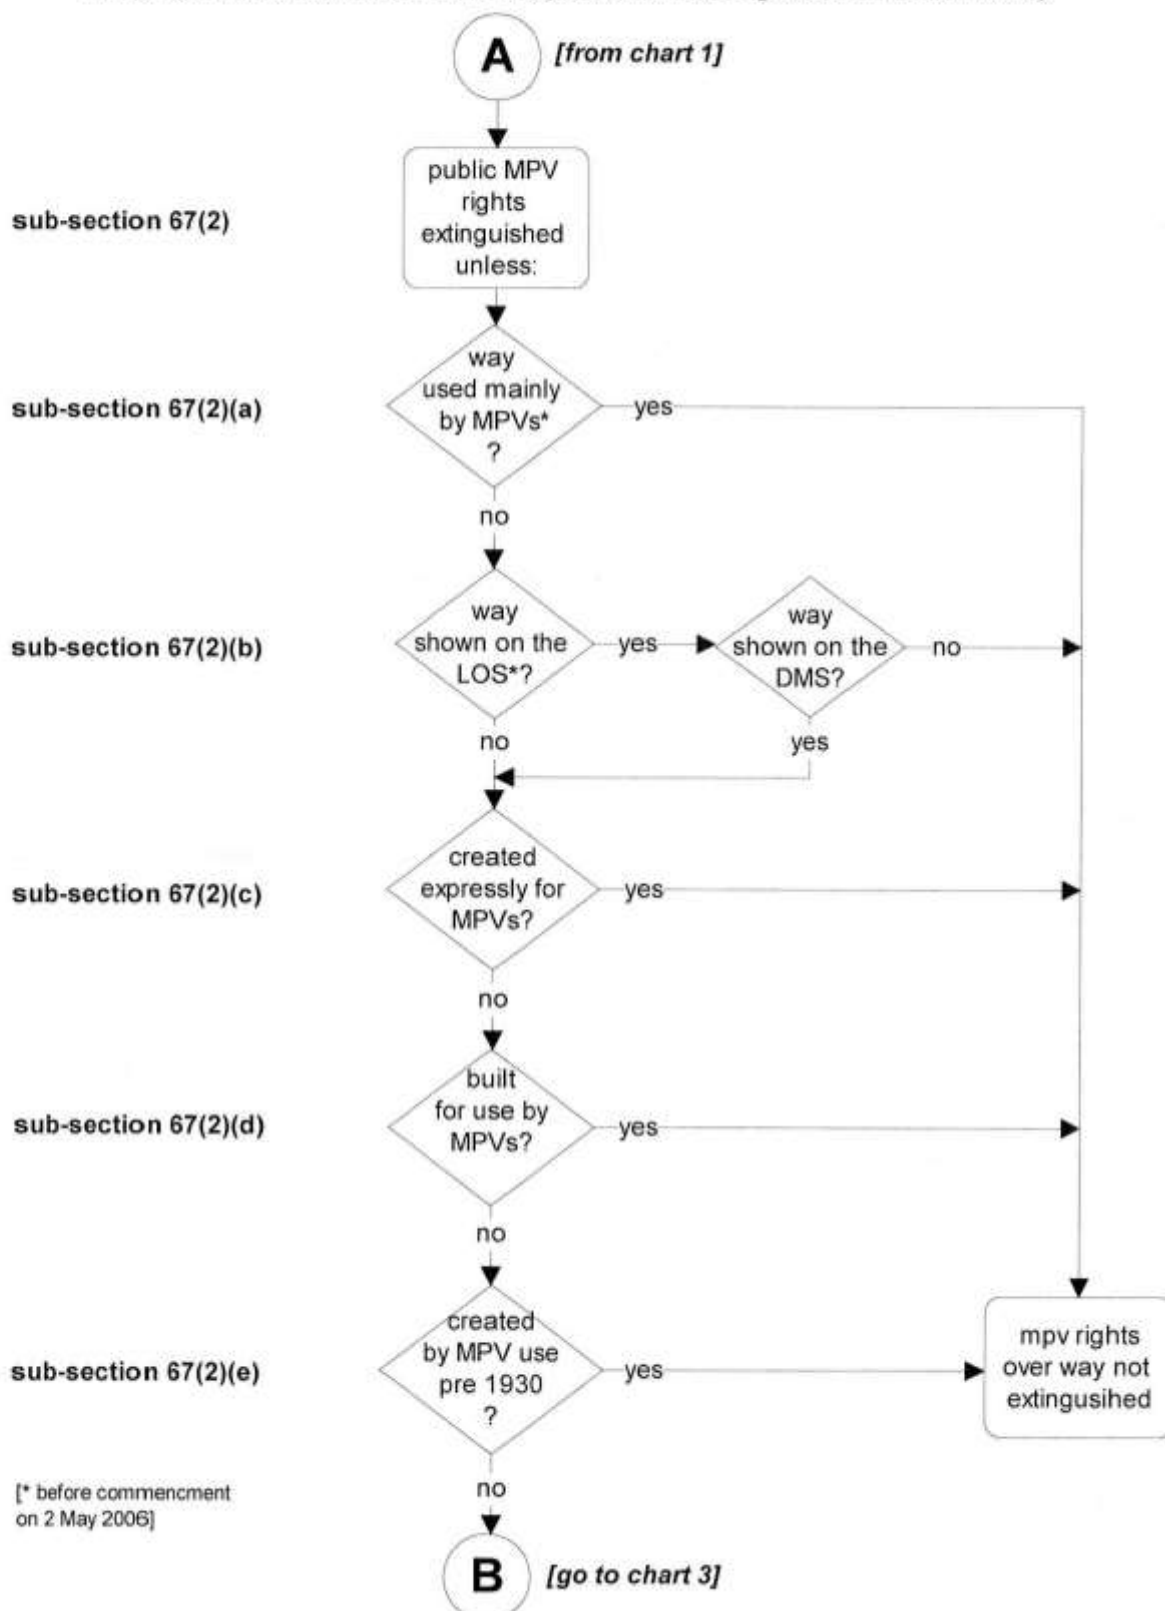 A
[from chart 1]
public MPV
rights
extinguished
unless:
sub-section 67(2)
way
used mainly
by MPVs*
?
yes
sub-section 67(2)(a)
no
way
shown on the
LOS*?
yes
way
shown on the
DMS?
no
sub-section 67(2)(b)
no
yes
created
expressly for
MPVs?
yes
sub-section 67(2)(c)
no
built
for use by
MPVs?
yes
sub-section 67(2)(d)
no
created
by MPV use
pre 1930
?
yes
mpv rights
over way not
extingusihed
sub-section 67(2)(e)
[* before commencment
on 2 May 2006]
no
B
[go to chart 3]